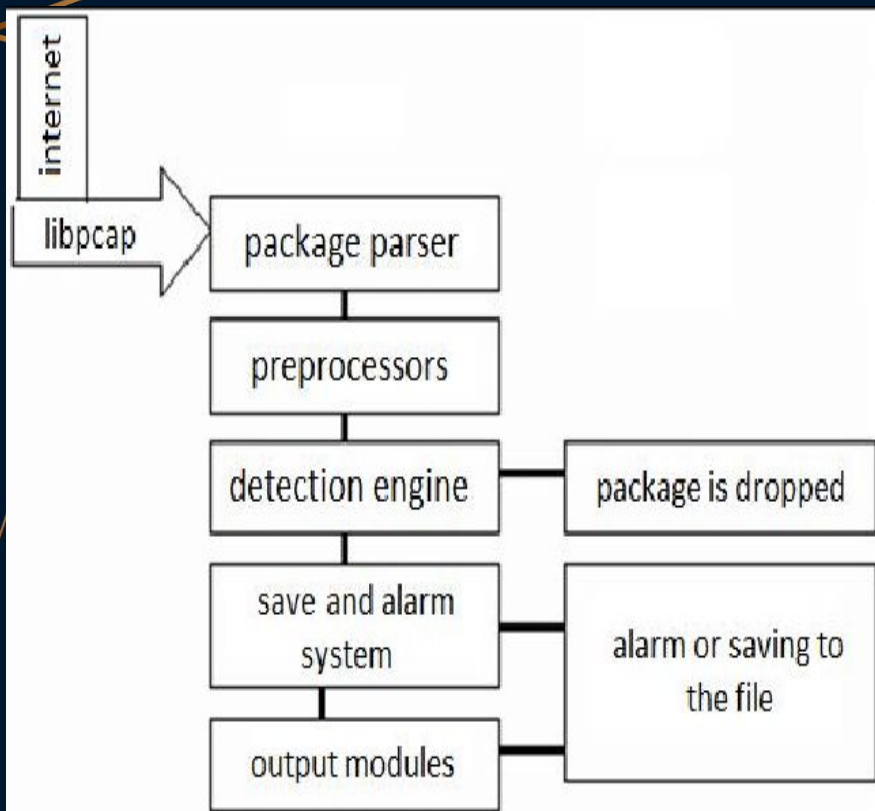 internet
libpcap
package parser
preprocessors
detection engine
package is dropped
save and alarm
system
alarm or saving to
the file
output modules